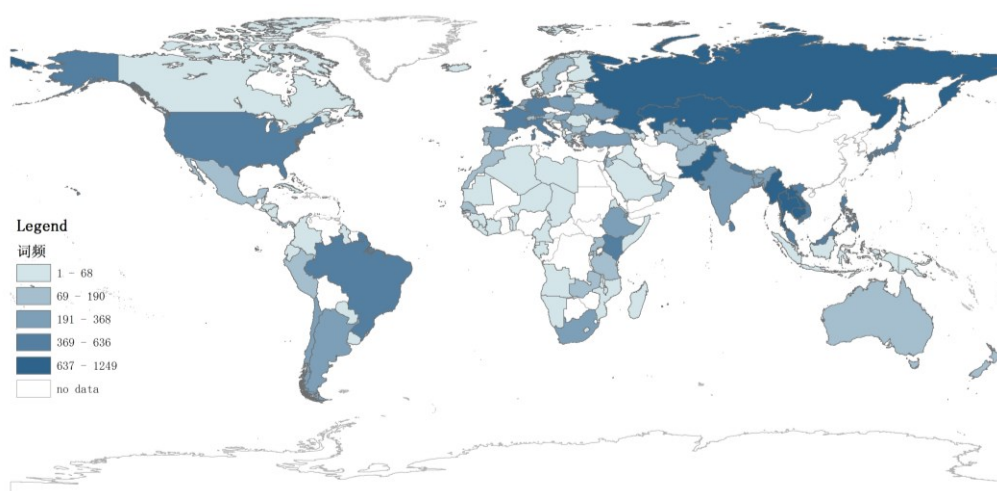 Legend
词频
1 - 68
69 - 190
191 - 368
369 - 636
637 - 1249
no data